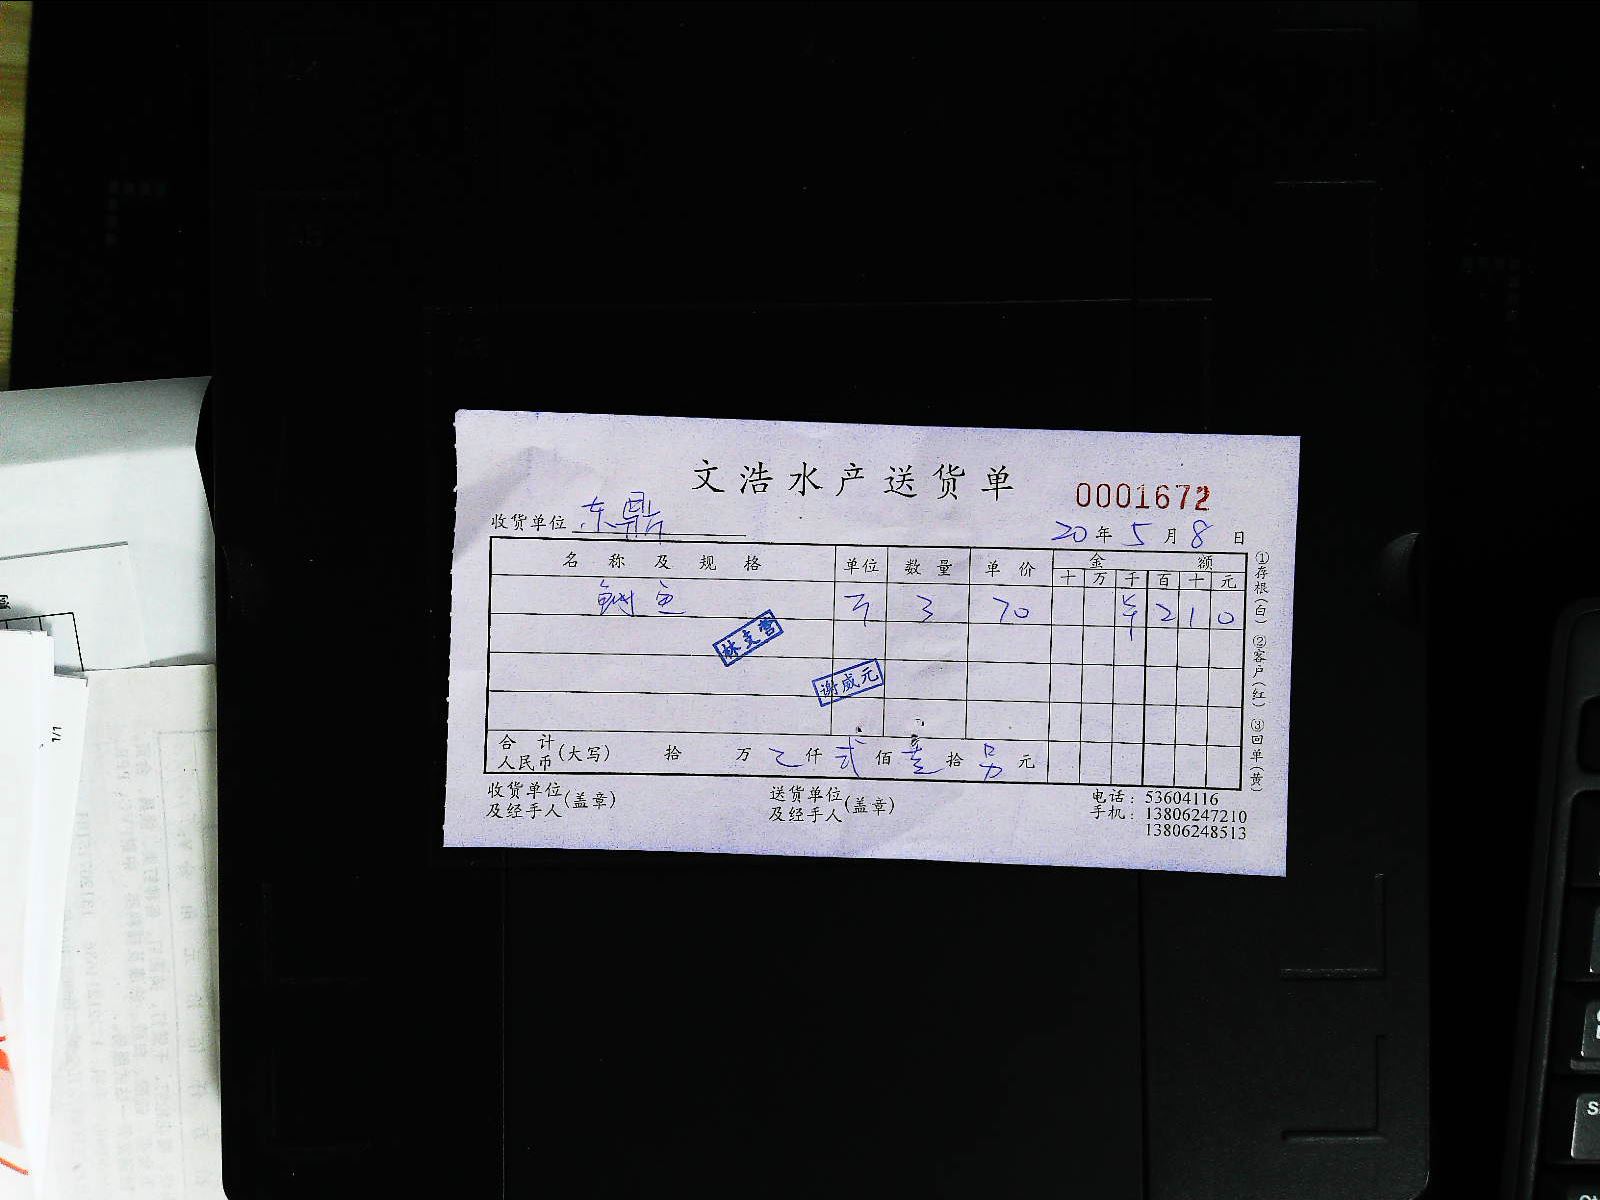 文浩水产送货单
0001672
收货单位 东鼎
20年5月8日
名称及规格 单位 数量 单价 金额
十 万 千 百 十 元
鱼 3 70 ¥ 2 1 0
林支营
谢威元
合计人民币(大写) 拾 万 仟 贰 佰 壹 拾 元
收货单位及经手人(盖章)
送货单位及经手人(盖章)
电话：53604116
手机：13806247210
13806248513
①存根(白) ②客户(红) ③回单(黄)
1/1